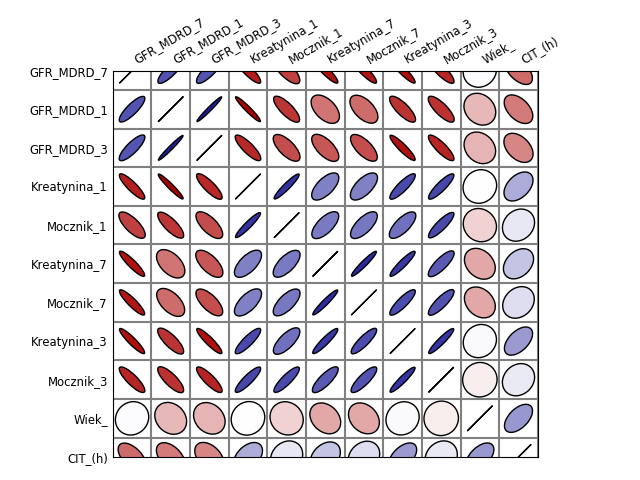 GFR_MDRD_7
GFR_MDRD_1
GFR_MDRD_3
Kreatynina_1
Mocznik_1
Kreatynina_7
Mocznik_7
Kreatynina_3
Mocznik_3
Wiek_
CIT_(h)
GFR_MDRD_7
GFR_MDRD_1
GFR_MDRD_3
Kreatynina_1
Mocznik_1
Kreatynina_7
Mocznik_7
Kreatynina_3
Mocznik_3
Wiek_
CIT_(h)